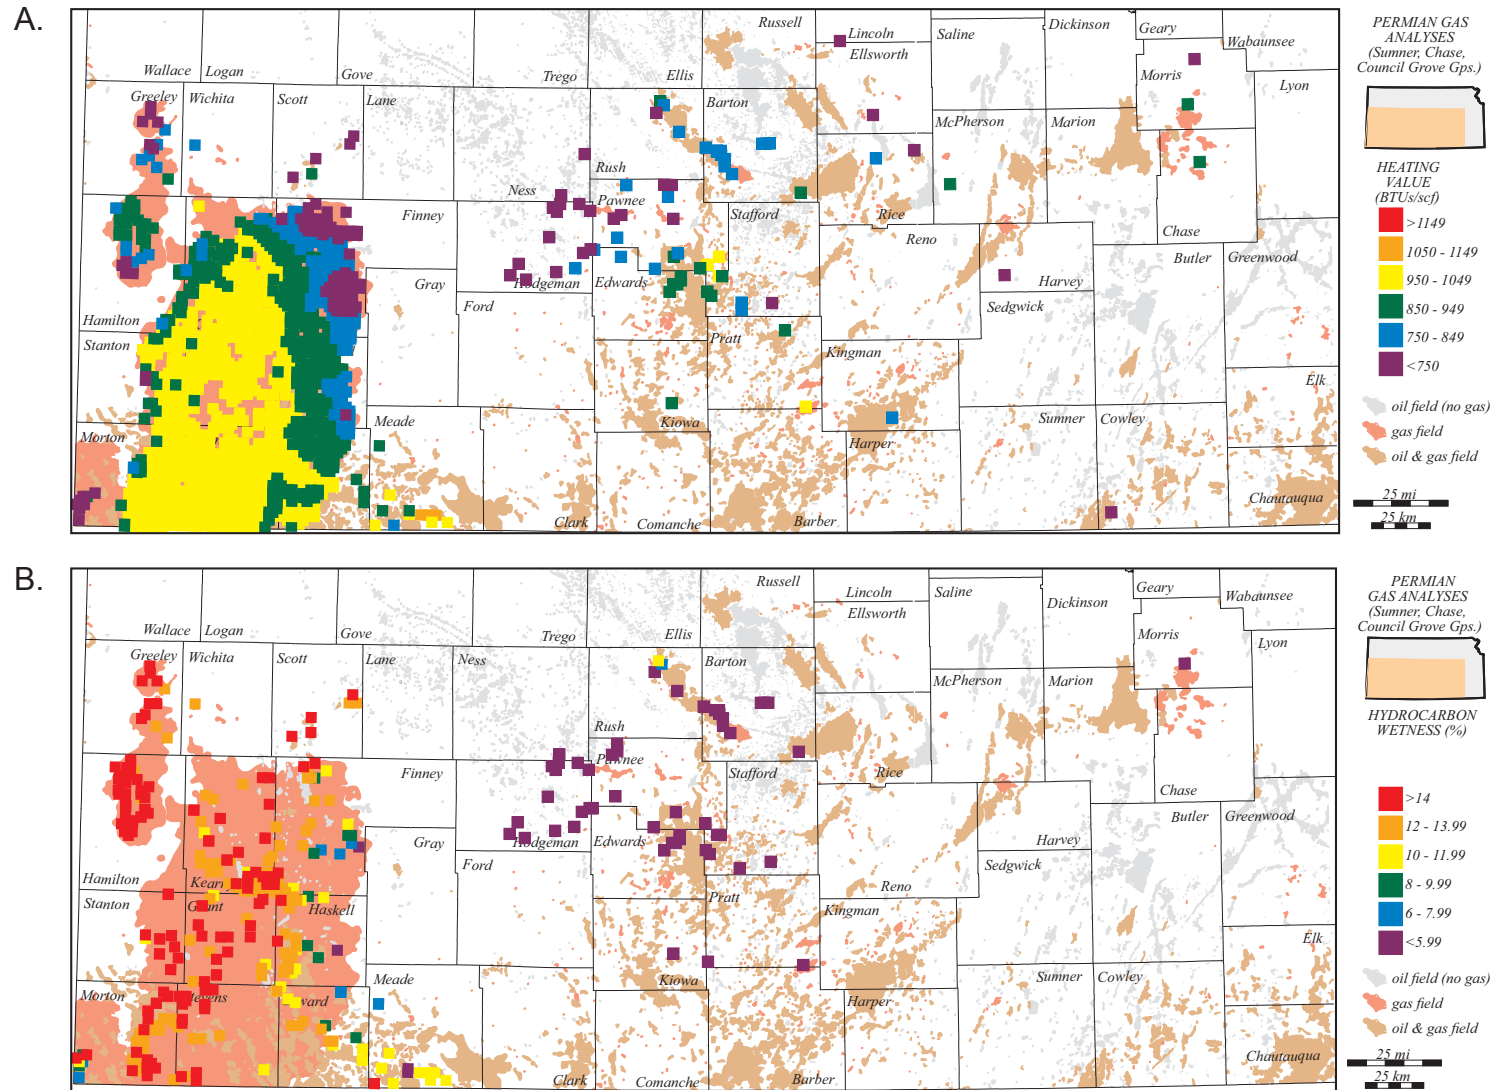 A.
Russell
Lincoln
Ellsworth
Saline
Dickinson
Geary
Wabaunsee
Wallace
Logan
Gove
Trego
Ellis
Morris
Lyon
Greeley
Wichita
Scott
Lane
Barton
McPherson
Marion
Rush
Ness
Pawnee
Finney
Stafford
Rice
Reno
Chase
Butler
Greenwood
Gray
Hodgeman
Edwards
Harvey
Ford
Sedgwick
Hamilton
Stanton
Pratt
Kingman
Elk
Meade
Kiowa
Sumner
Cowley
Morton
Harper
Clark
Comanche
Barber
Chautauqua
PERMIAN GAS
ANALYSES
(Sumner, Chase,
Council Grove Gps.)
HEATING
VALUE
(BTUs/scf)
>1149
1050 - 1149
950 - 1049
850 - 949
750 - 849
<750
oil field (no gas)
gas field
oil & gas field
25 mi
25 km
B.
Russell
Lincoln
Ellsworth
Saline
Dickinson
Geary
Wabaunsee
Wallace
Logan
Gove
Trego
Ellis
Morris
Lyon
Greeley
Wichita
Scott
Lane
Ness
Barton
McPherson
Marion
Rush
Pawnee
Finney
Stafford
Rice
Chase
Butler
Greenwood
Gray
Hodgeman
Edwards
Harvey
Ford
Sedgwick
Hamilton
Kearn
Reno
Stanton
Grant
Haskell
Pratt
Kingman
Elk
Meade
Kiowa
Sumner
Cowley
Morton
tevens
ward
Harper
Clark
Comanche
Barber
Chautauqua
PERMIAN
GAS ANALYSES
(Sumner, Chase,
Council Grove Gps.)
HYDROCARBON
WETNESS (%)
>14
12 - 13.99
10 - 11.99
8 - 9.99
6 - 7.99
<5.99
oil field (no gas)
gas field
oil & gas field
25 mi
25 km